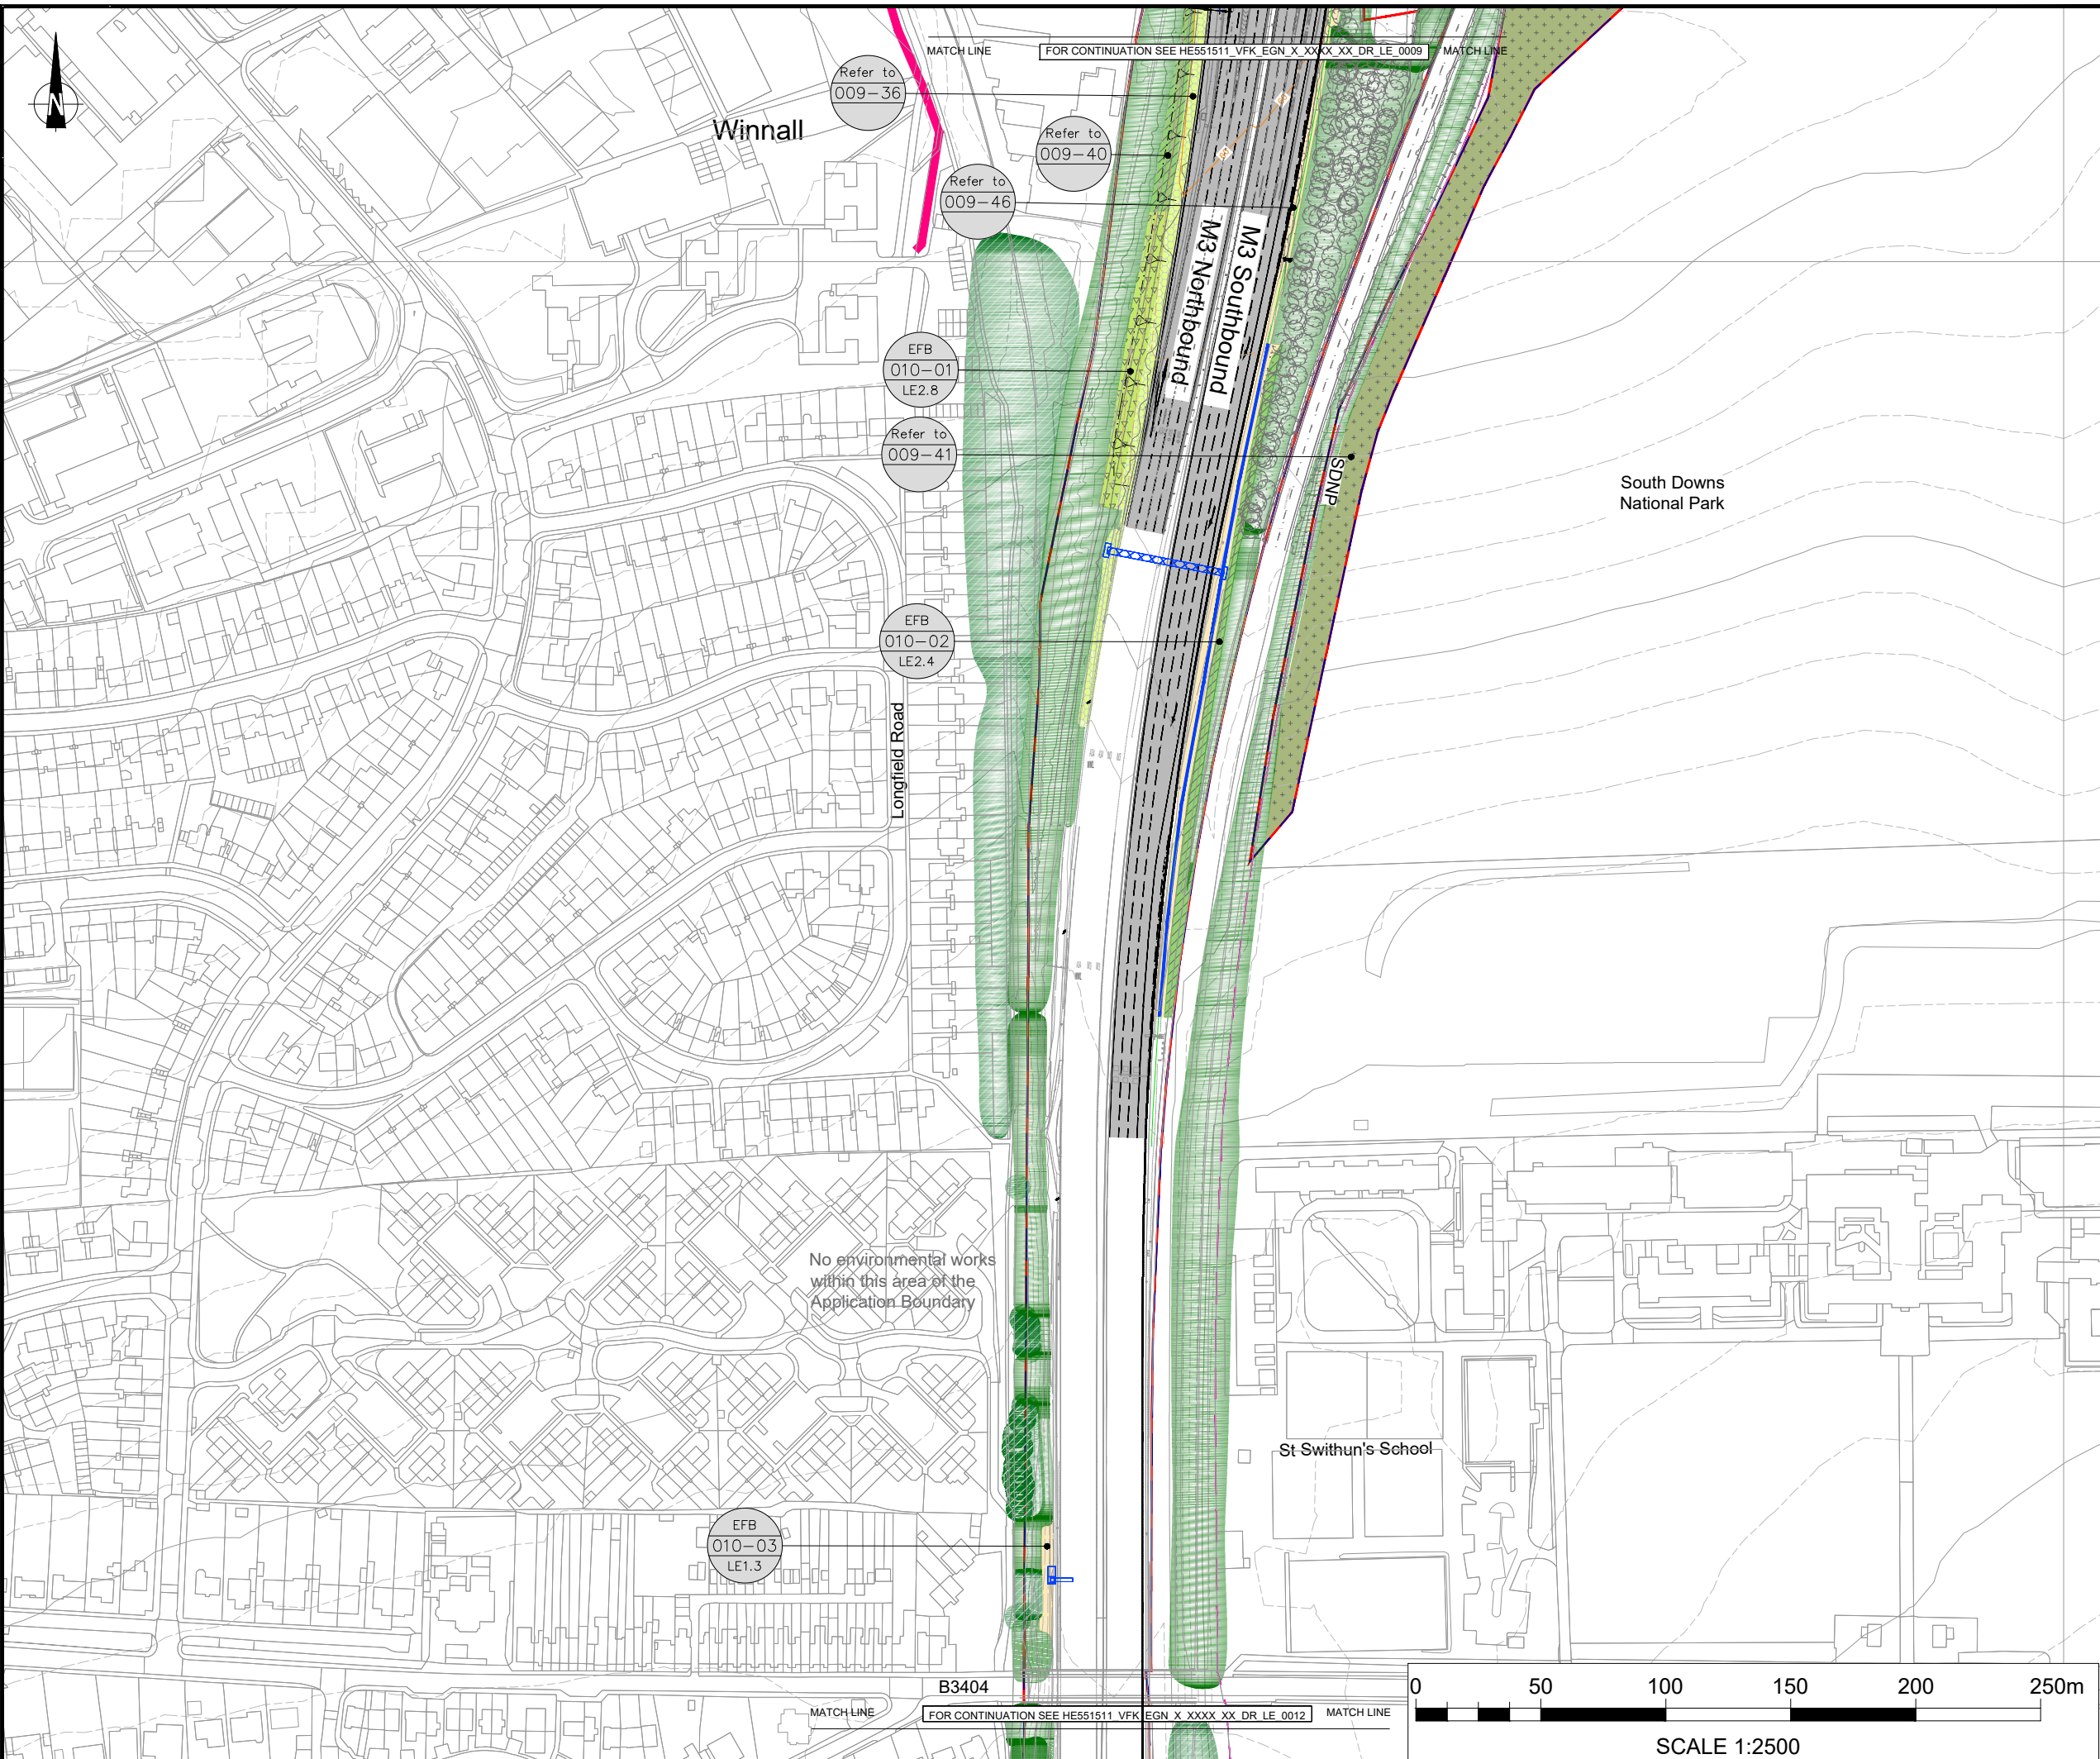 MATCH LINE
FOR CONTINUATION SEE HE551511_VFK_EGN_X_XXXX_XX_DR_LE_0009
MATCH LINE
N
Refer to
009-36
Winnall
Refer to
009-40
Refer to
009-46
M3 Northbound
M3 Southbound
EFB
010-01
LE2.8
Refer to
009-41
SDNP
South Downs
National Park
EFB
010-02
LE2.4
Longfield Road
No environmental works
within this area of the
Application Boundary
St Swithun's School
EFB
010-03
LE1.3
B3404
MATCH LINE
FOR CONTINUATION SEE HE551511_VFK_EGN_X_XXXX_XX_DR_LE_0012
MATCH LINE
0 50 100 150 200 250m
SCALE 1:2500